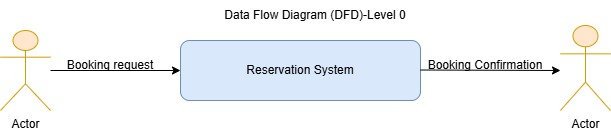 Data Flow Diagram (DFD)-Level 0
Booking request
Reservation System
Booking Confirmation
Actor
Actor